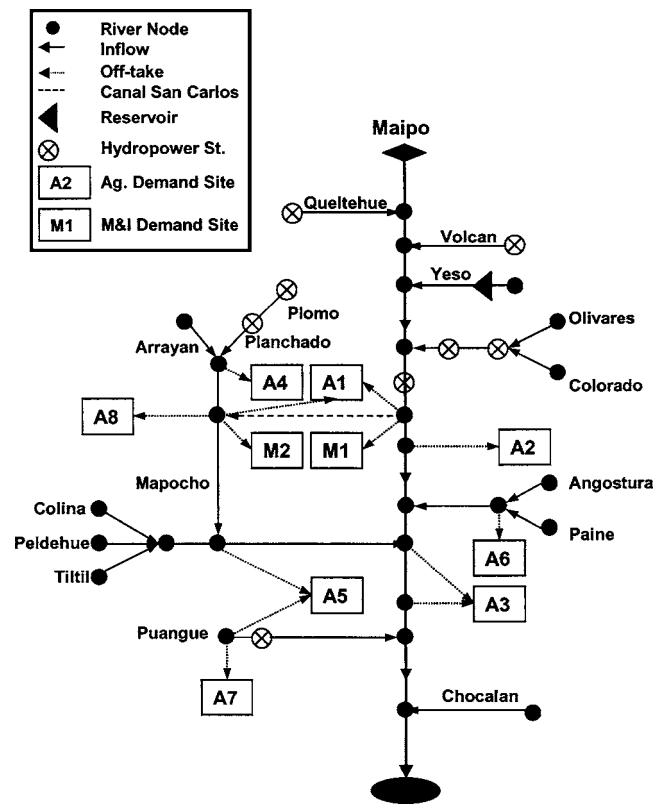 River Node
Inflow
Off-take
Canal San Carlos
Reservoir
Hydropower St.
A2 Ag. Demand Site
M1 M&I Demand Site
Maipo
Queltehue
Volcan
Yeso
Plomo
Planchado
Arrayan
Olivares
Colorado
A4
A1
A8
M2
M1
A2
Mapocho
Colina
Peldehue
Tiltil
Angostura
Paine
A6
A5
A3
Puangue
A7
Chocalan